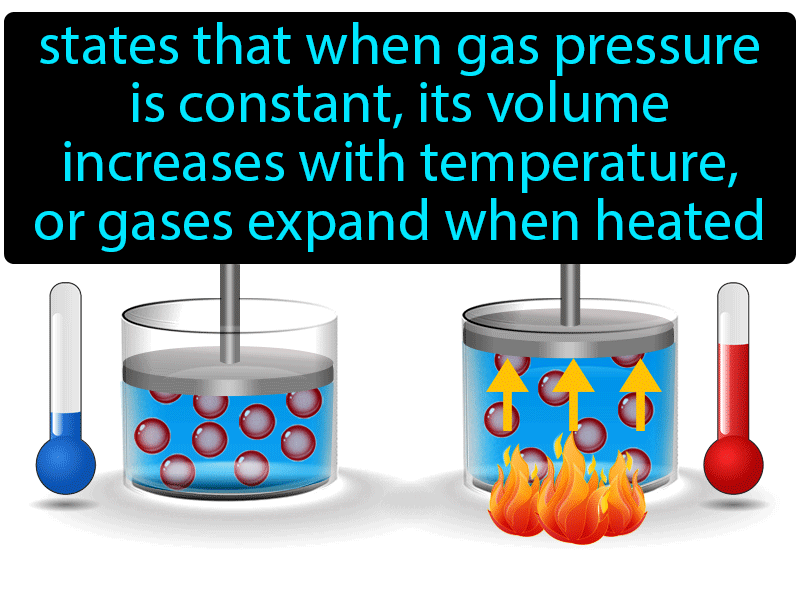 states that when gas pressure
is constant, its volume
increases with temperature,
or gases expand when heated